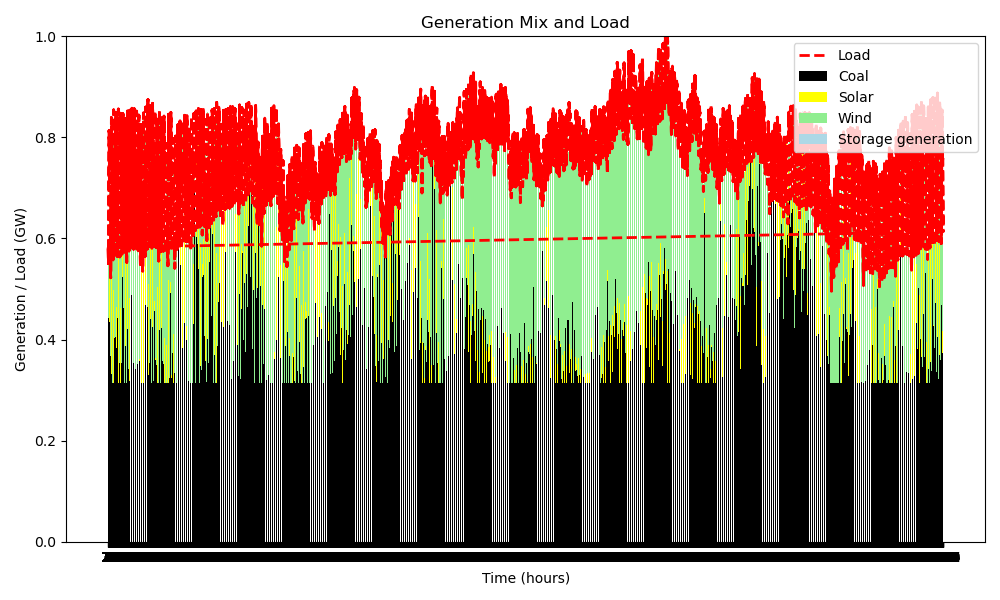 Generation Mix and Load
Generation / Load (GW)
1.0
0.8
0.6
0.4
0.2
0.0
Load
Coal
Solar
Wind
Storage generation
Time (hours)